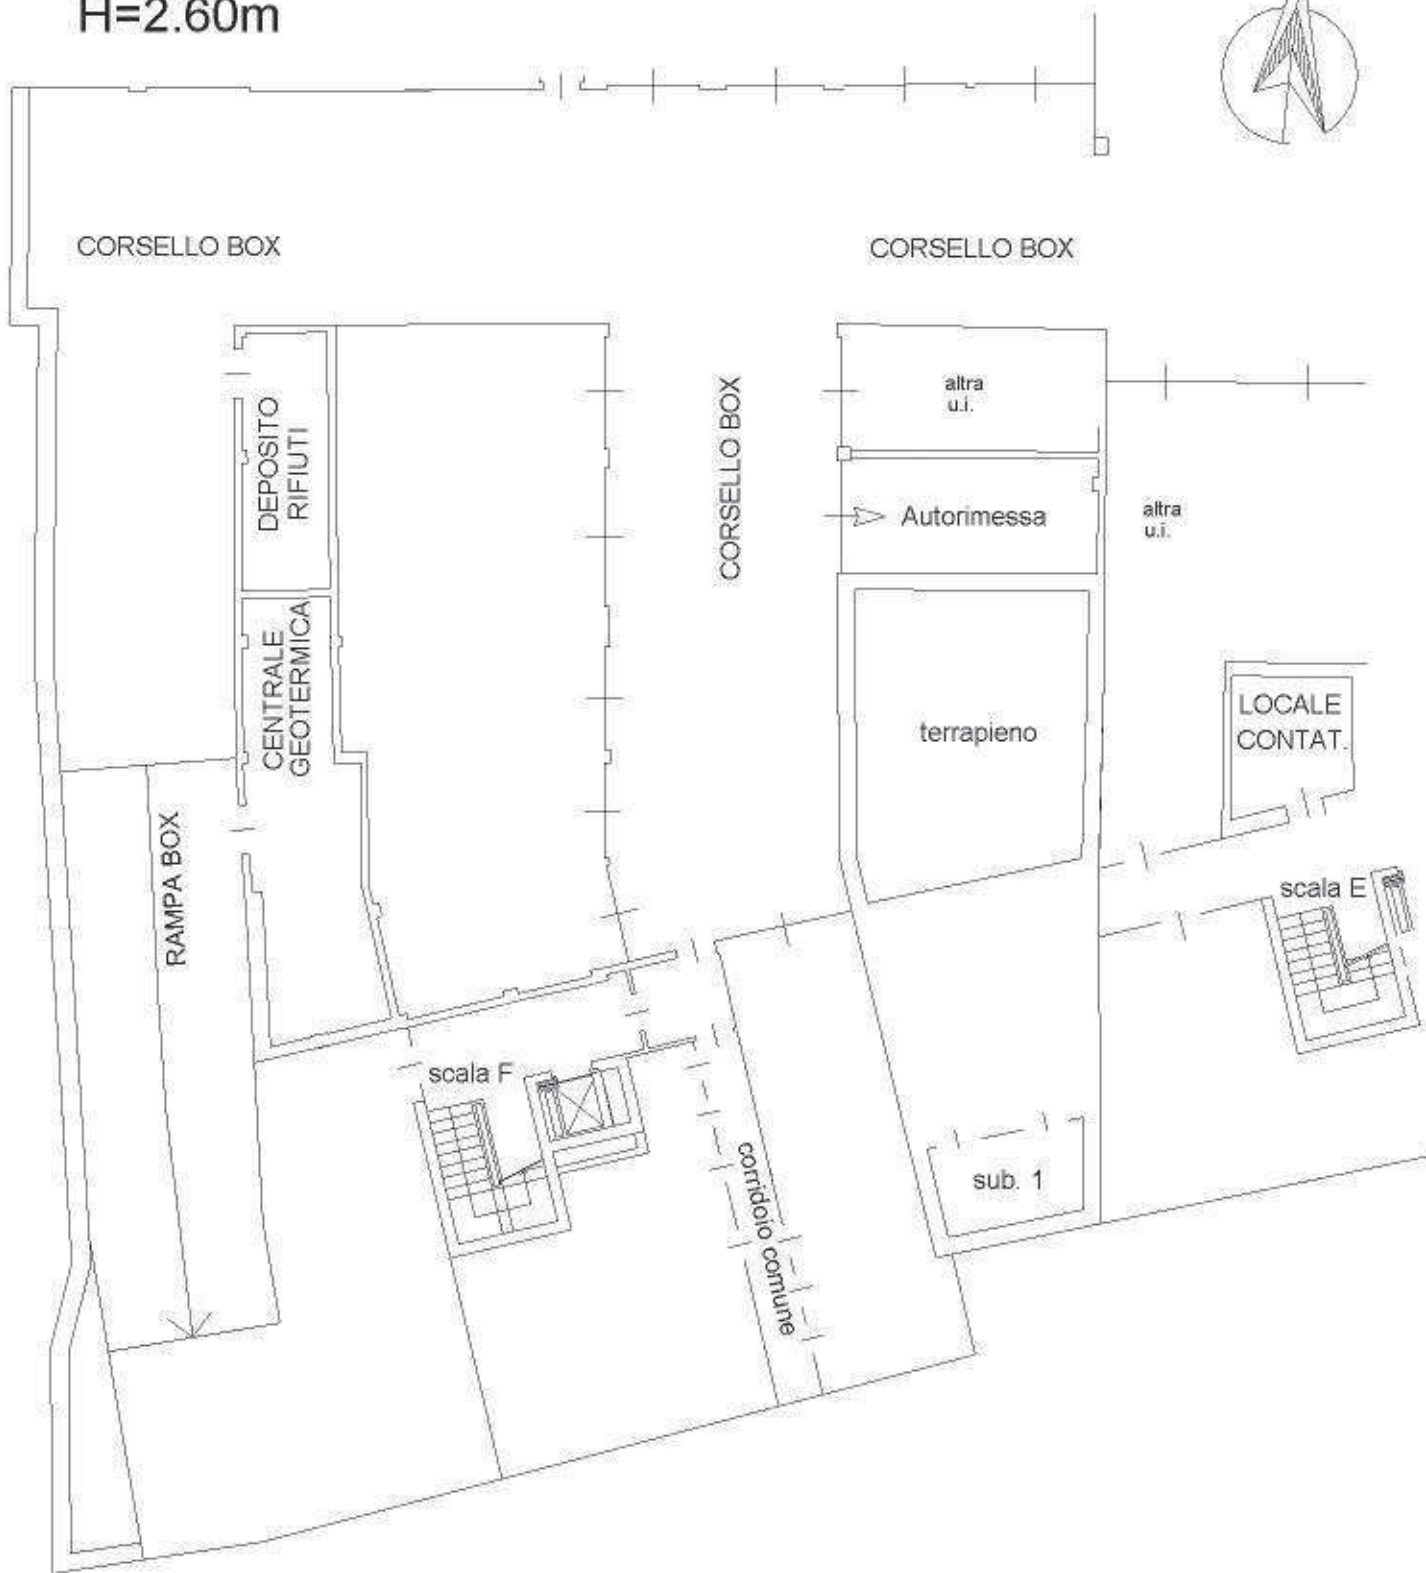 H=2.60m
CORSELLO BOX
CORSELLO BOX
altra
u.i.
CORSELLO BOX
DEPOSITO
RIFIUTI
Autorimessa
altra
u.i.
CENTRALE
GEOTERMICA
terrapieno
LOCALE
CONTAT.
RAMPA BOX
scala E
scala F
corridoio comune
sub. 1